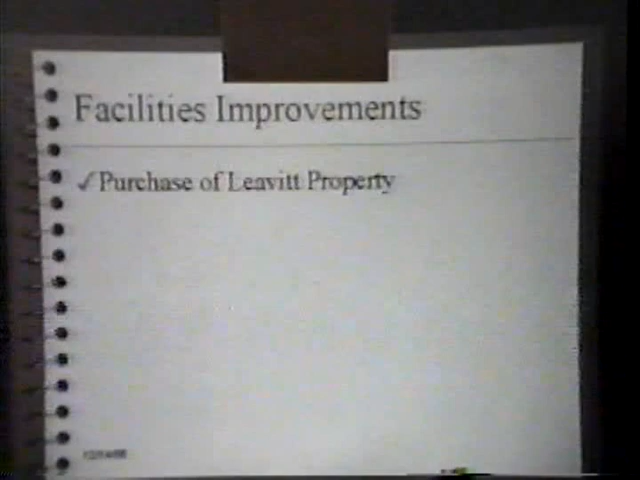 Facilities Improvements
✓Purchase of Leavitt Property